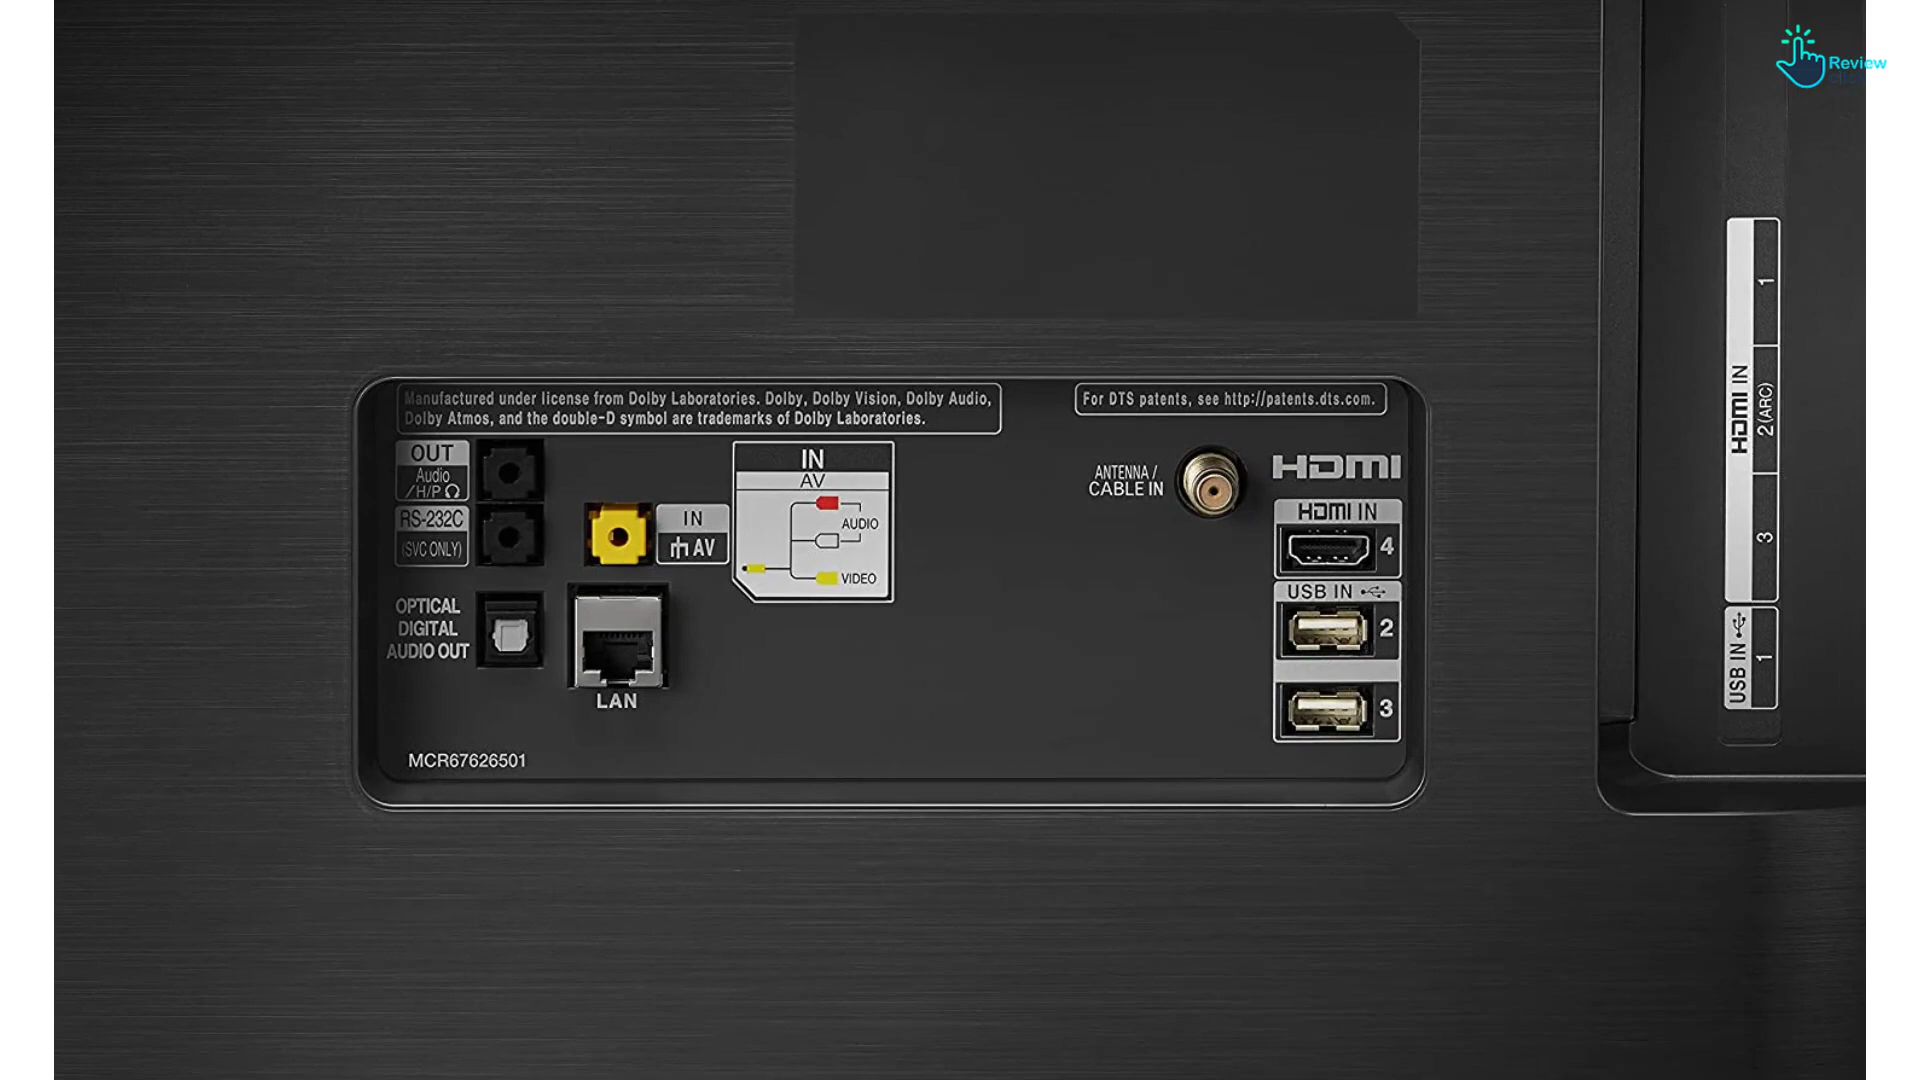 Review
Manufactured under license from Dolby Laboratories. Dolby, Dolby Vision, Dolby Audio,
Dolby Atmos, and the double-D symbol are trademarks of Dolby Laboratories.
For DTS patents, see http://patents.dts.com.
OUT
Audio
/H/P
RS-232C
(SVC ONLY)
IN
AV
IN
AV
AUDIO
VIDEO
ANTENNA /
CABLE IN
HDMI
HDMI IN
4
USB IN
2
3
OPTICAL
DIGITAL
AUDIO OUT
LAN
MCR67626501
HDMI IN
1
2(ARC)
3
USB IN
1